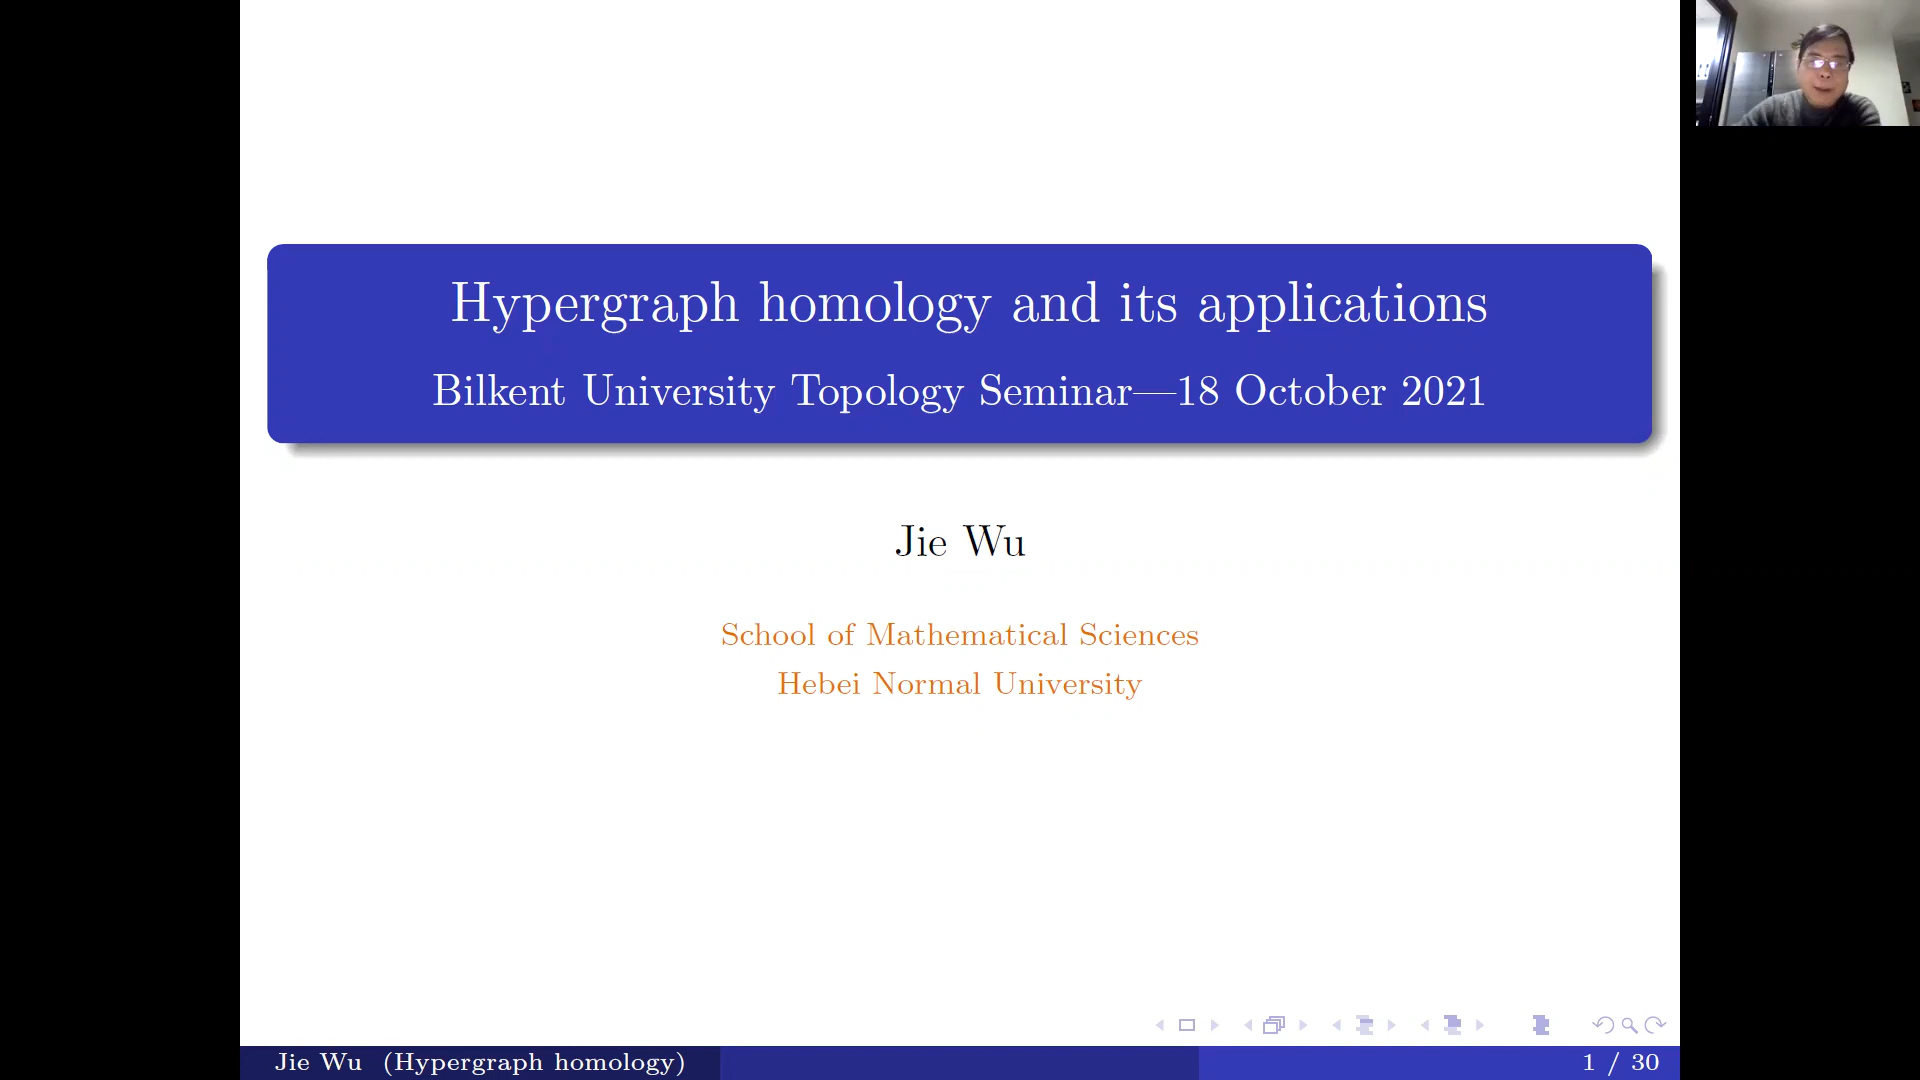 Hypergraph homology and its applications
Bilkent University Topology Seminar—18 October 2021
Jie Wu
School of Mathematical Sciences
Hebei Normal University
Jie Wu (Hypergraph homology)
1 / 30